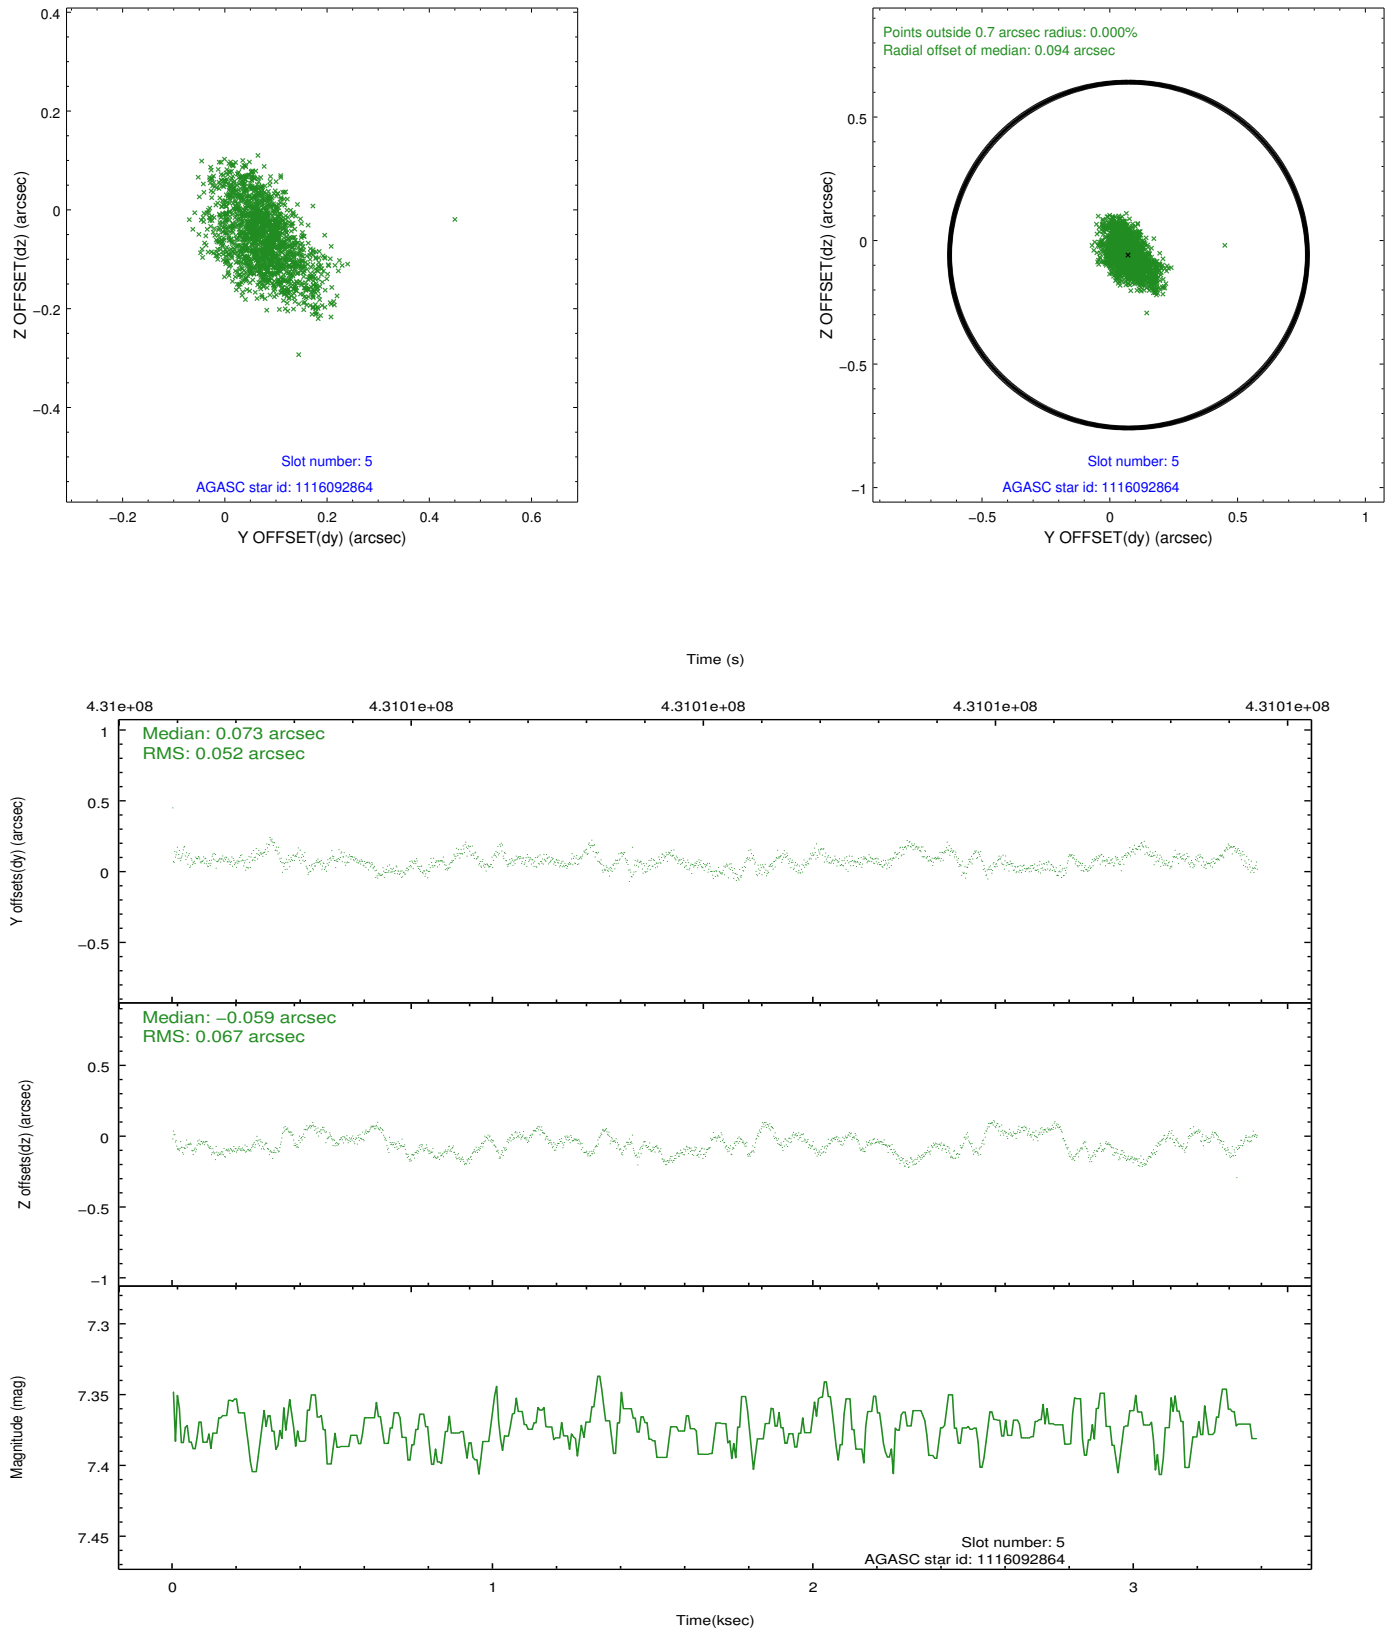 0.4
0.2
0
−0.2
−0.4
Z OFFSET(dz) (arcsec)
Slot number: 5
AGASC star id: 1116092864
−0.2 0 0.2 0.4 0.6
Y OFFSET(dy) (arcsec)
Points outside 0.7 arcsec radius: 0.000%
Radial offset of median: 0.094 arcsec
0.5
0
−0.5
−1
Z OFFSET(dz) (arcsec)
Slot number: 5
AGASC star id: 1116092864
−0.5 0 0.5 1
Y OFFSET(dy) (arcsec)
Time (s)
4.31e+08 4.3101e+08 4.3101e+08 4.3101e+08 4.3101e+08
Median: 0.073 arcsec
RMS: 0.052 arcsec
1
0.5
0
−0.5
Y offsets(dy) (arcsec)
Median: −0.059 arcsec
RMS: 0.067 arcsec
0.5
0
−0.5
−1
Z offsets(dz) (arcsec)
7.3
7.35
7.4
7.45
Magnitude (mag)
Slot number: 5
AGASC star id: 1116092864
0 1 2 3
Time(ksec)